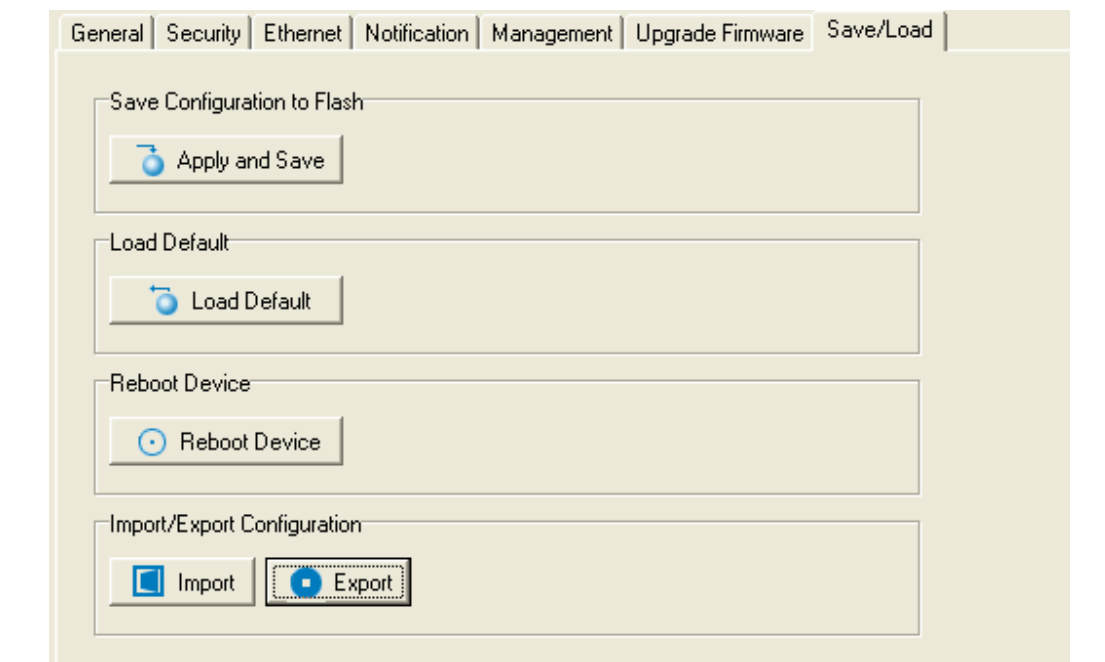 General Security Ethernet Notification Management Upgrade Firmware Save/Load
Save Configuration to Flash
Apply and Save
Load Default
Load Default
Reboot Device
Reboot Device
Import/Export Configuration
Import Export